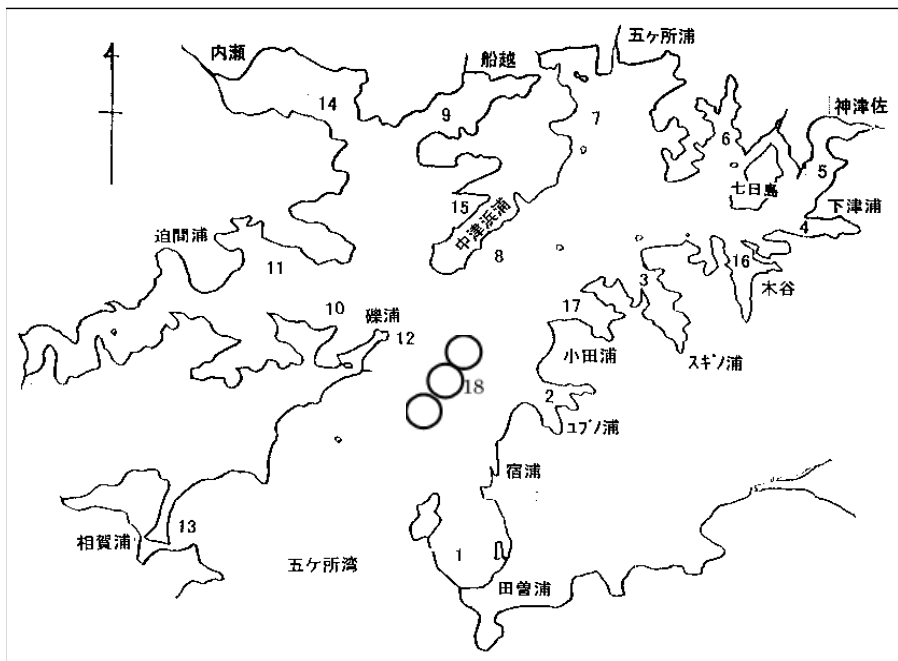 4
内瀬
船越
五ヶ所浦
14
9
7
6
神津佐
5
七日島
下津浦
4
15
中津浜浦
8
迫間浦
11
3
16
木谷
10
礫浦
12
17
小田浦
スギノ浦
18
2
ユブノ浦
宿浦
13
相賀浦
五ケ所湾
1
田曽浦